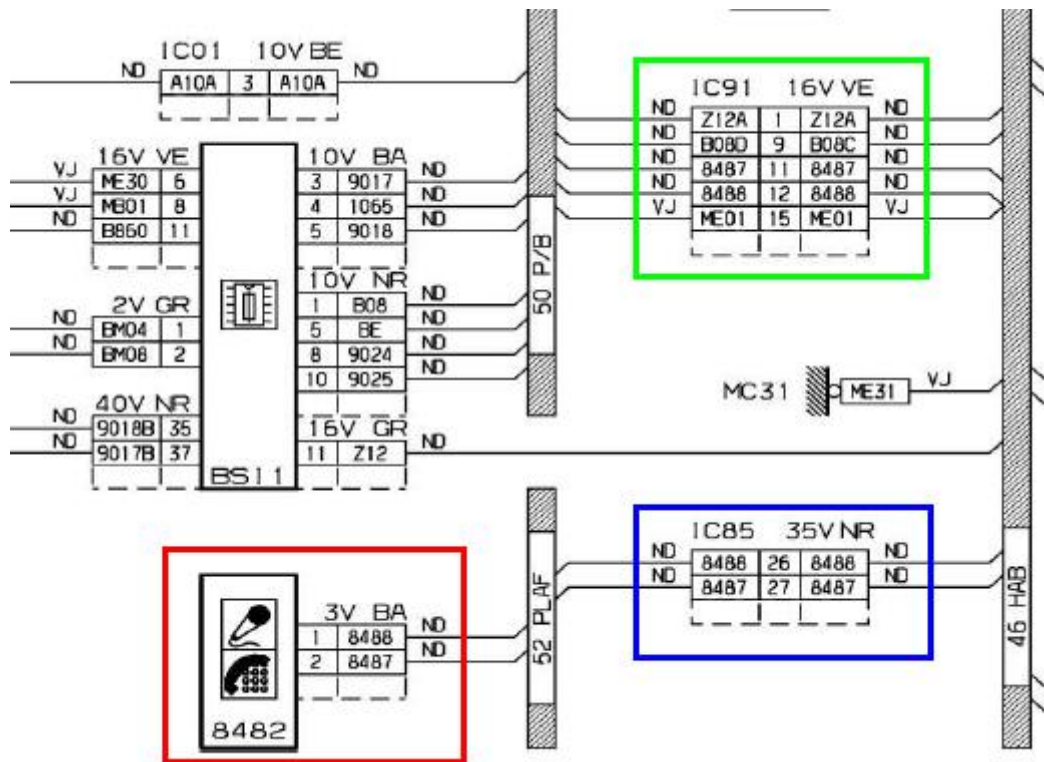 IC01 10V BE
ND A10A 3 A10A ND
IC91 16V VE
ND Z12A 1 Z12A ND
ND B08D 9 B08C ND
ND 8487 11 8487 ND
ND 8488 12 8488 ND
VJ ME01 15 ME01 VJ
16V VE
VJ ME30 6
VJ MB01 8
ND B860 11
10V BA
3 9017 ND
4 1065 ND
5 9018 ND
50 P/B
10V NR
1 B08 ND
5 BE ND
8 9024 ND
10 9025 ND
2V GR
ND BM04 1
ND BM08 2
MC31 ME31 VJ
40V NR
ND 9018B 35
ND 9017B 37
16V GR
11 Z12 ND
BSI1
IC85 35V NR
ND 8488 26 8488 ND
ND 8487 27 8487 ND
3V BA
1 8488 ND
2 8487 ND
8482
52 PLAF
46 HAB